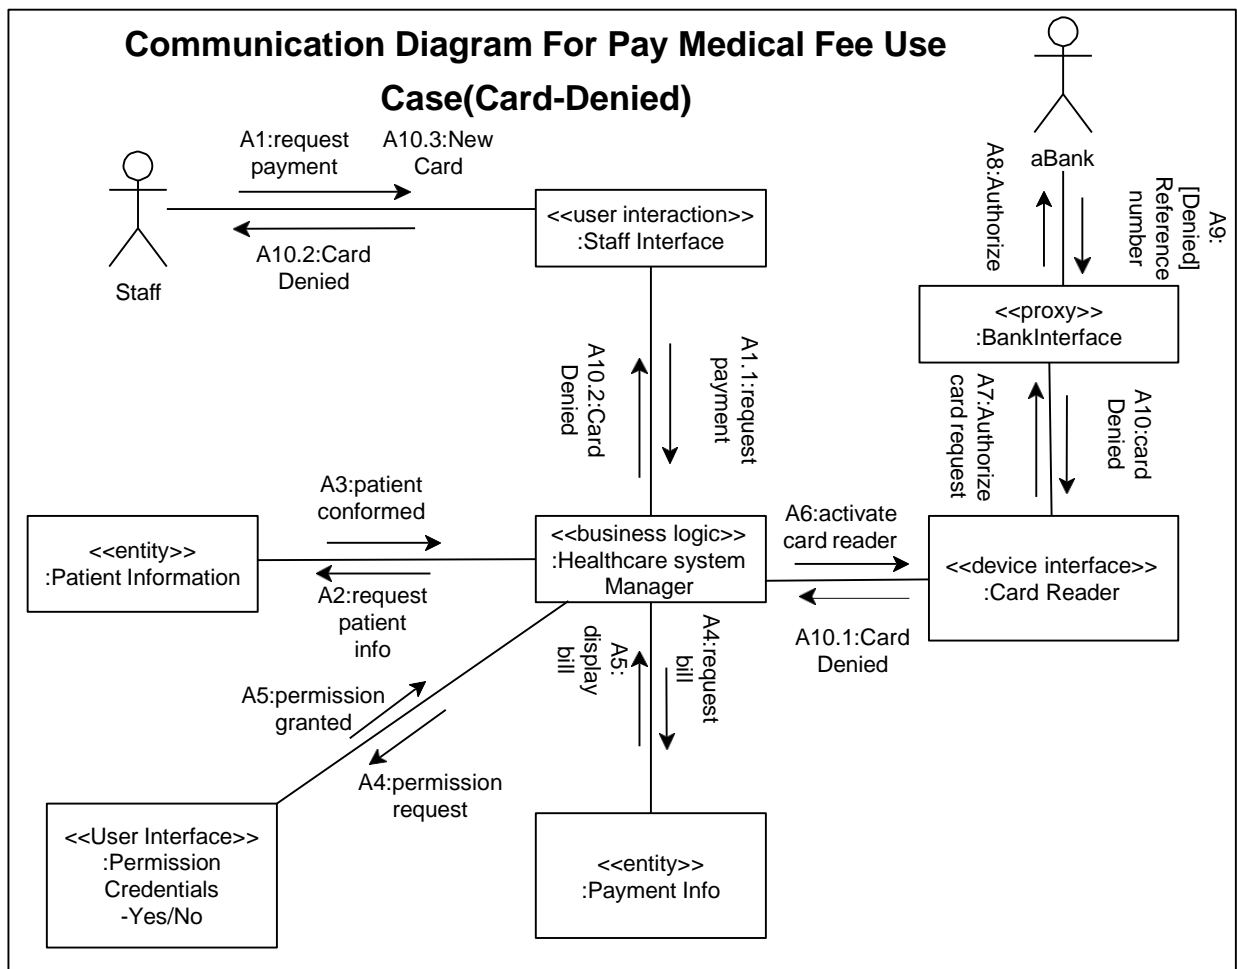 Communication Diagram For Pay Medical Fee Use
Case(Card-Denied)
A1:request
payment
A10.3:New
Card
A10.2:Card
Denied
Staff
<<user interaction>>
:Staff Interface
aBank
A8:Authorize
A9:
[Denied]
Reference
number
<<proxy>>
:BankInterface
A10.2:Card
Denied
A1.1:request
payment
A7:Authorize
card request
A10:card
Denied
A3:patient
conformed
<<entity>>
:Patient Information
A2:request
patient
info
<<business logic>>
:Healthcare system
Manager
A6:activate
card reader
A10.1:Card
Denied
<<device interface>>
:Card Reader
A5:permission
granted
A4:permission
request
A5:
display
bill
A4:request
bill
<<User Interface>>
:Permission
Credentials
-Yes/No
<<entity>>
:Payment Info